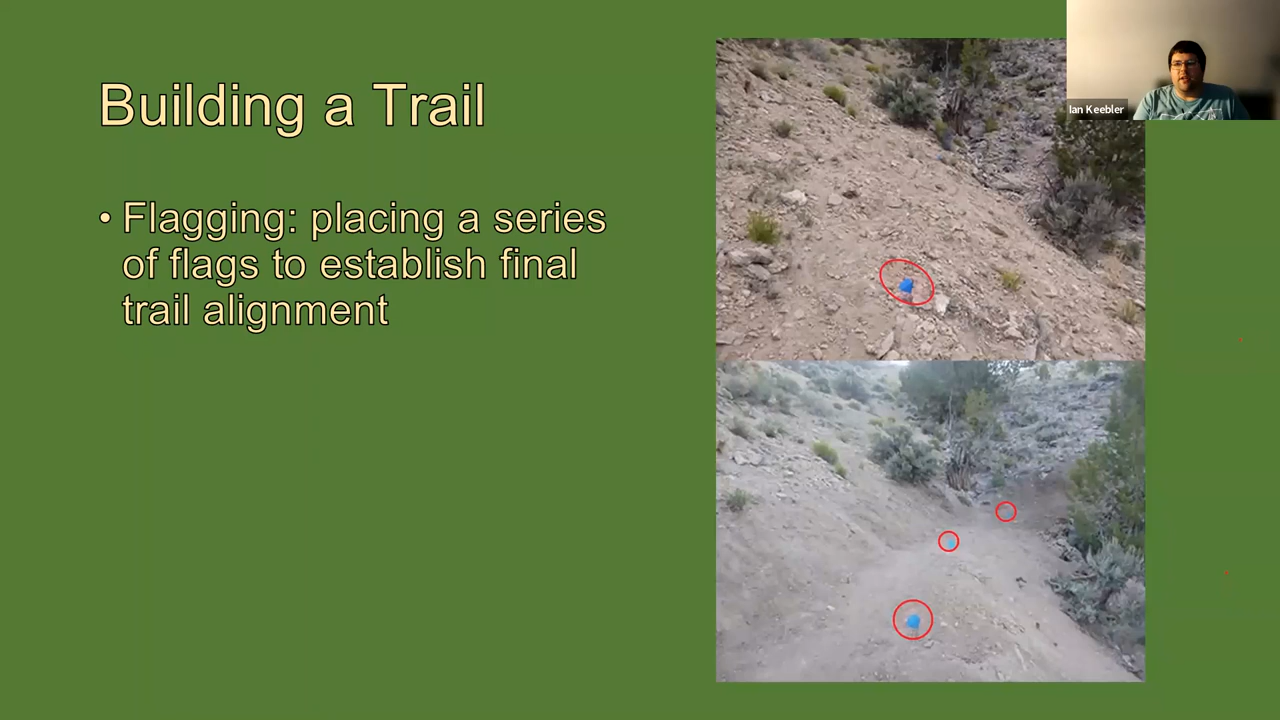 Building a Trail
• Flagging: placing a series
of flags to establish final
trail alignment
Ian Keebler